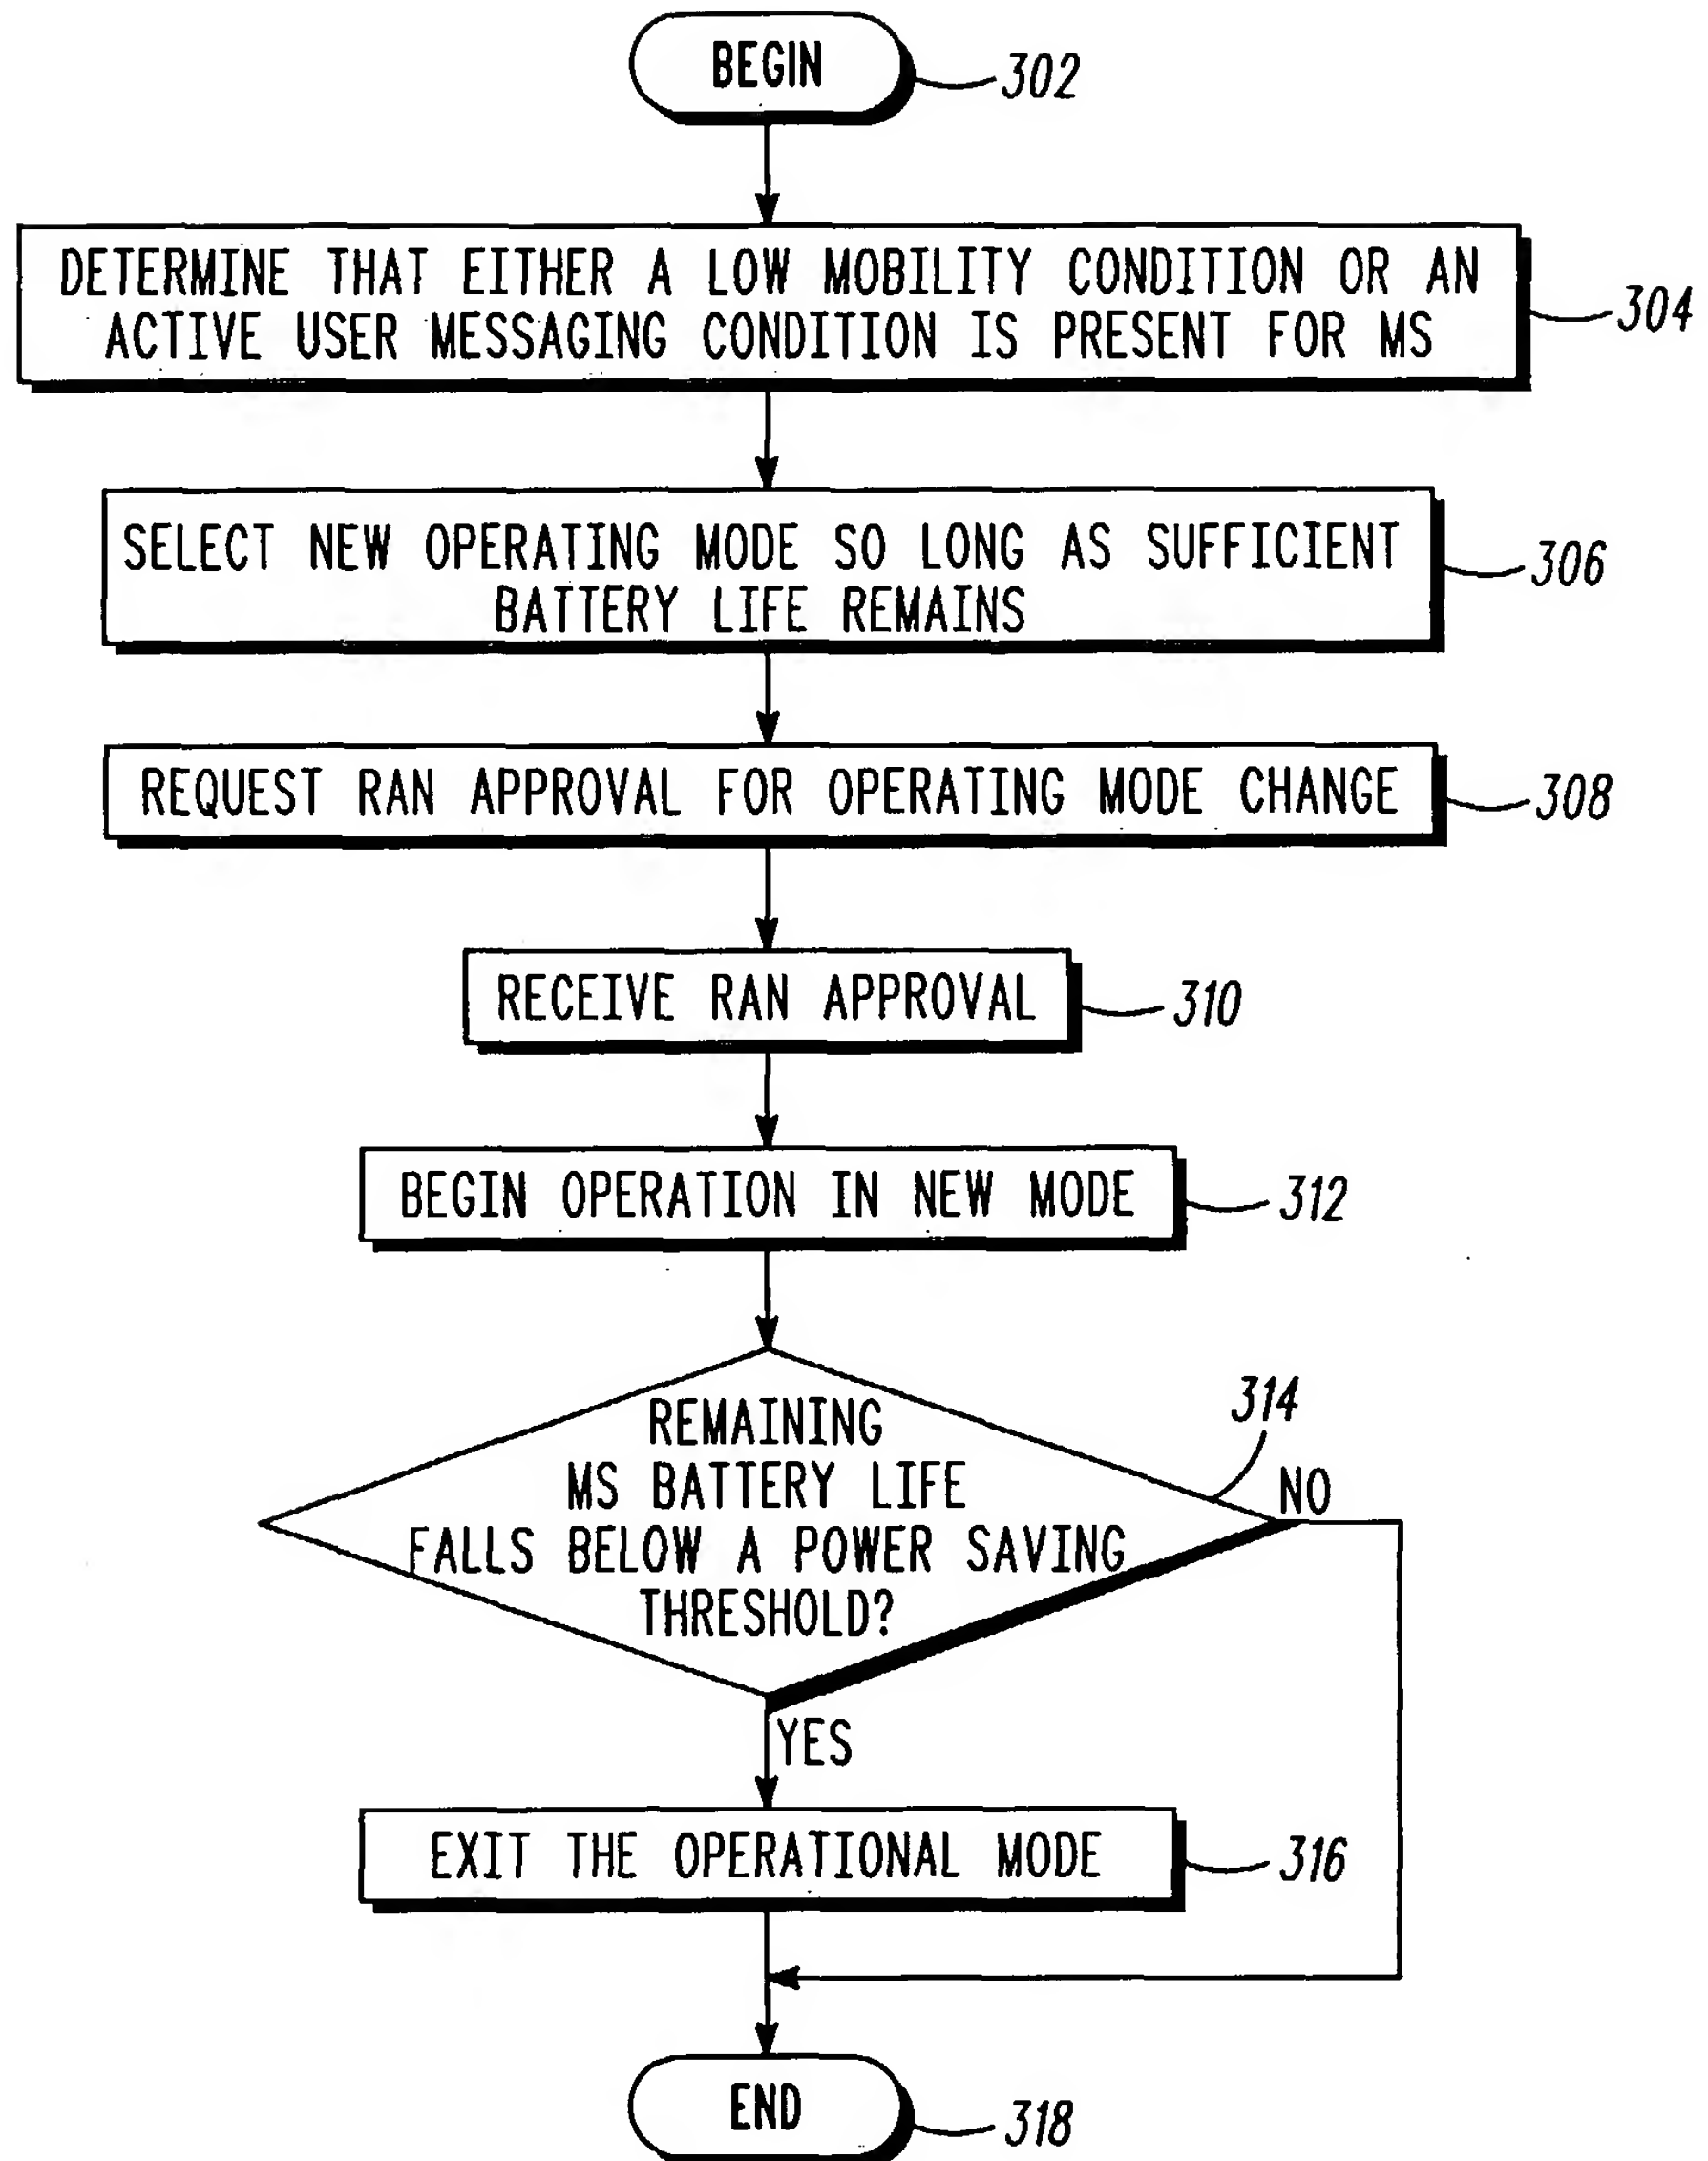 BEGIN
302
DETERMINE THAT EITHER A LOW MOBILITY CONDITION OR AN
ACTIVE USER MESSAGING CONDITION IS PRESENT FOR MS
304
SELECT NEW OPERATING MODE SO LONG AS SUFFICIENT
BATTERY LIFE REMAINS
306
REQUEST RAN APPROVAL FOR OPERATING MODE CHANGE
308
RECEIVE RAN APPROVAL
310
BEGIN OPERATION IN NEW MODE
312
REMAINING
MS BATTERY LIFE
FALLS BELOW A POWER SAVING
THRESHOLD?
314
NO
YES
EXIT THE OPERATIONAL MODE
316
END
318